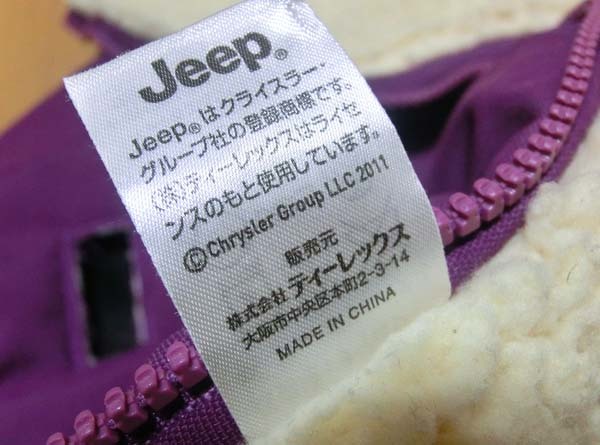 Jeep®
Jeep®はクライスラー・
グループ社の登録商標です。
(株)ティーレックスはライセ
ンスのもと使用しています。
©Chrysler Group LLC 2011
販売元
株式会社 ティーレックス
大阪市中央区本町2-3-14
MADE IN CHINA